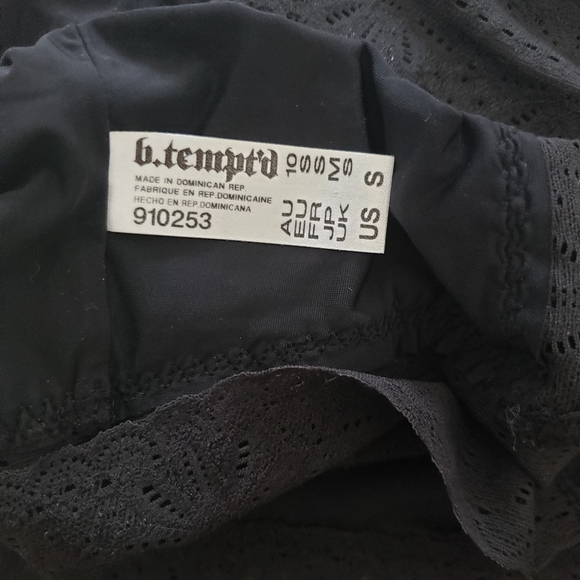 b.tempt'd
MADE IN DOMINICAN REP
FABRIQUE EN REP.DOMINICAINE
HECHO EN REP.DOMINICANA
910253
AU 10
EU S
FR S
JP M
UK S
US S